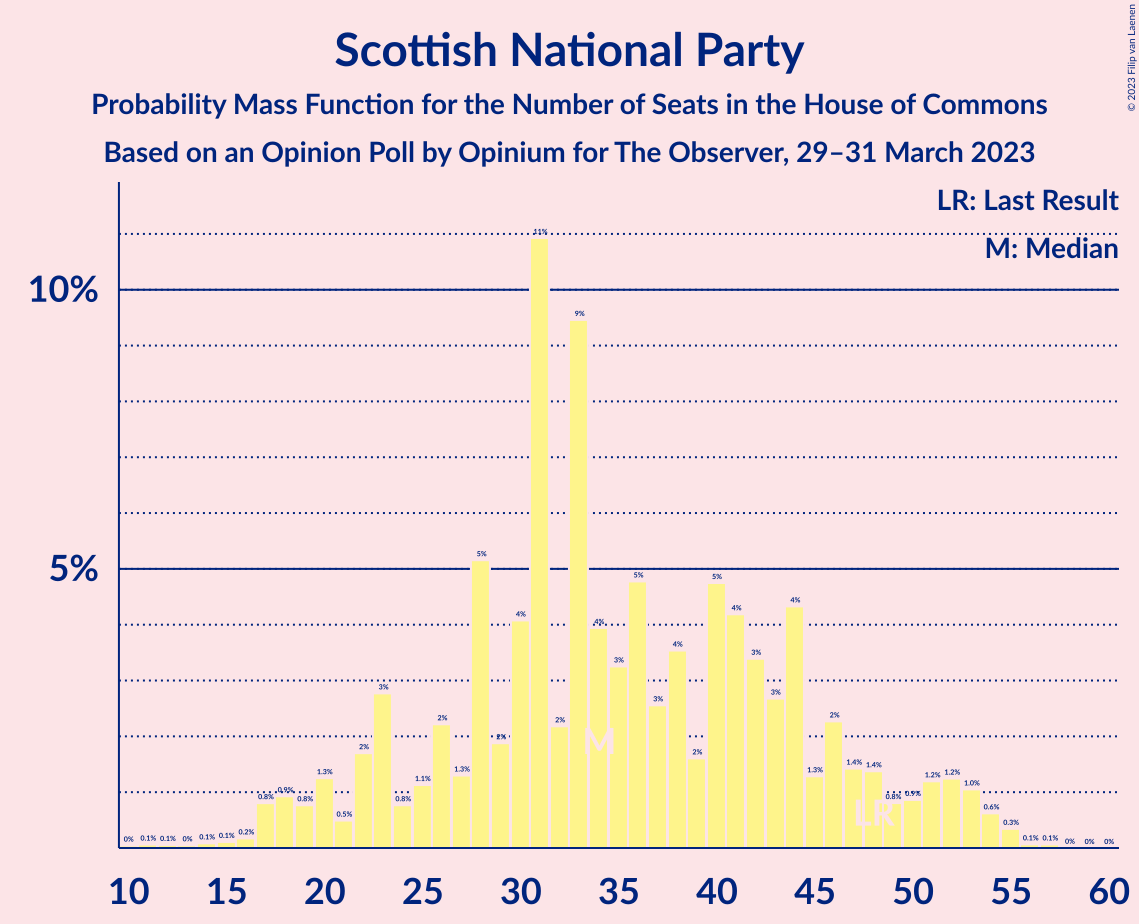 Scottish National Party
Probability Mass Function for the Number of Seats in the House of Commons
Based on an Opinion Poll by Opinium for The Observer, 29–31 March 2023
© 2023 Filip van Laenen
LR: Last Result
M: Median
10%
5%
0% 0.1% 0.1% 0% 0.1% 0.1% 0.2% 0.8% 0.9% 0.8% 1.3% 0.5% 2% 3% 0.8% 1.1% 2% 1.3% 5% 2% 4% 11% 2% 9% 4% 3% 5% 3% 4% 2% 5% 4% 3% 3% 4% 1.3% 2% 1.4% 1.4% 0.8% 0.9% 1.2% 1.2% 1.0% 0.6% 0.3% 0.1% 0.1% 0% 0% 0%
M
LR
10 15 20 25 30 35 40 45 50 55 60